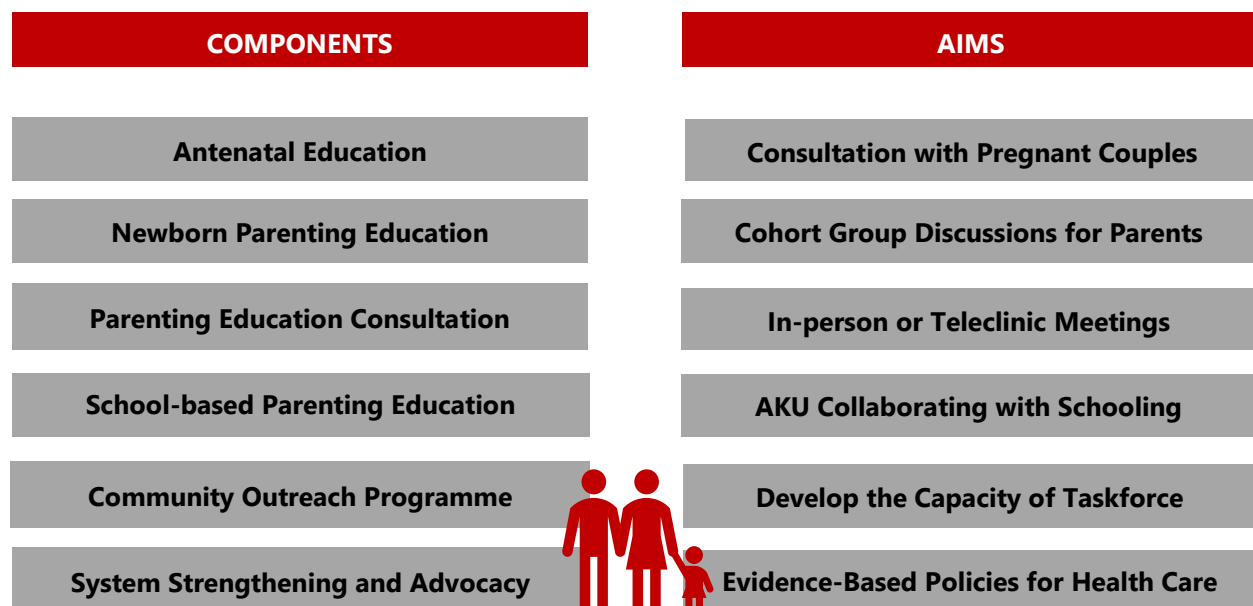 COMPONENTS
AIMS
Antenatal Education
Consultation with Pregnant Couples
Newborn Parenting Education
Cohort Group Discussions for Parents
Parenting Education Consultation
In-person or Teleclinic Meetings
School-based Parenting Education
AKU Collaborating with Schooling
Community Outreach Programme
Develop the Capacity of Taskforce
System Strengthening and Advocacy
Evidence-Based Policies for Health Care